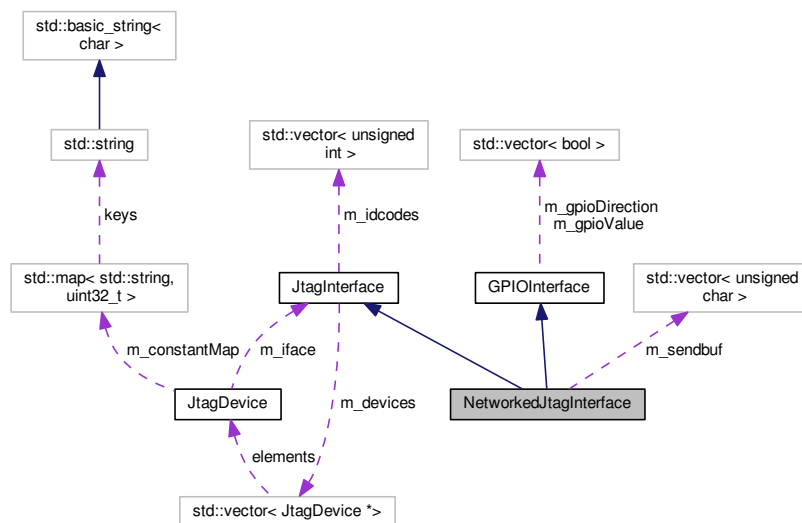 std::basic_string<
char >
std::string
std::vector< unsigned
int >
std::vector< bool >
keys
m_idcodes
m_gpioDirection
m_gpioValue
std::map< std::string,
uint32_t >
JtagInterface
GPIOInterface
std::vector< unsigned
char >
m_constantMap
m_iface
m_sendbuf
JtagDevice
m_devices
NetworkedJtagInterface
elements
std::vector< JtagDevice *>